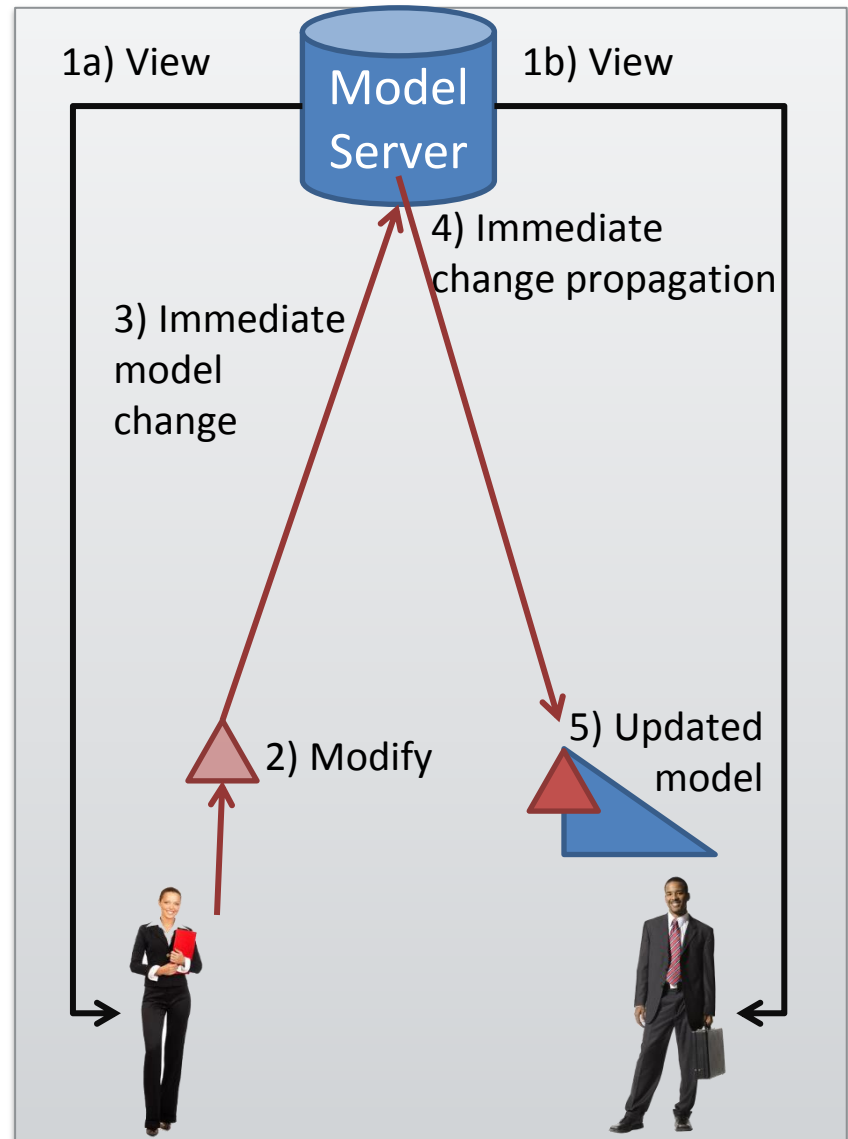 1a) View
Model
Server
1b) View
4) Immediate
change propagation
3) Immediate
model
change
2) Modify
5) Updated
model